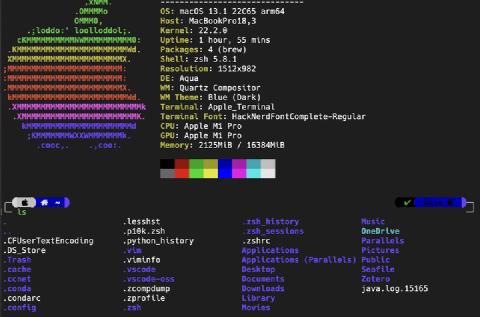 OS: macOS 13.1 22C65 arm64
Host: MacBookPro18,3
Kernel: 22.2.0
Uptime: 1 hour, 55 mins
Packages: 4 (brew)
Shell: zsh 5.8.1
Resolution: 1512x982
DE: Aqua
WM: Quartz Compositor
WM Theme: Blue (Dark)
Terminal: Apple_Terminal
Terminal Font: HackNerdFontComplete-Regular
CPU: Apple M1 Pro
GPU: Apple M1 Pro
Memory: 2125MiB / 16384MiB
~
ls
. .lesshst .zsh_history Music
.. .p10k.zsh .zsh_sessions OneDrive
.CFUserTextEncoding .python_history .zshrc Parallels
.DS_Store .vim Applications Pictures
.Trash .viminfo Applications (Parallels) Public
.cache .vscode Desktop Seafile
.ccnet .vscode-oss Documents Zotero
.conda .zcompdump Downloads java.log.15165
.condarc .zprofile Library
.config .zsh Movies